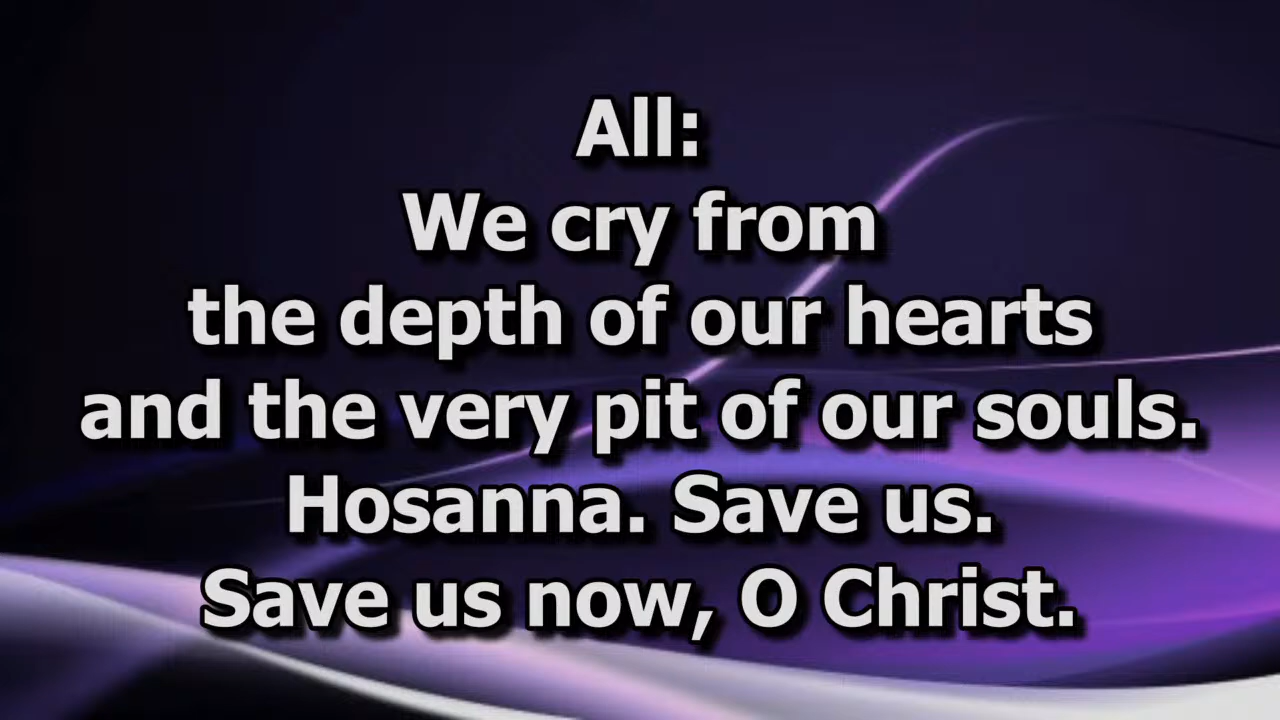 All:
We cry from
the depth of our hearts
and the very pit of our souls.
Hosanna. Save us.
Save us now, O Christ.